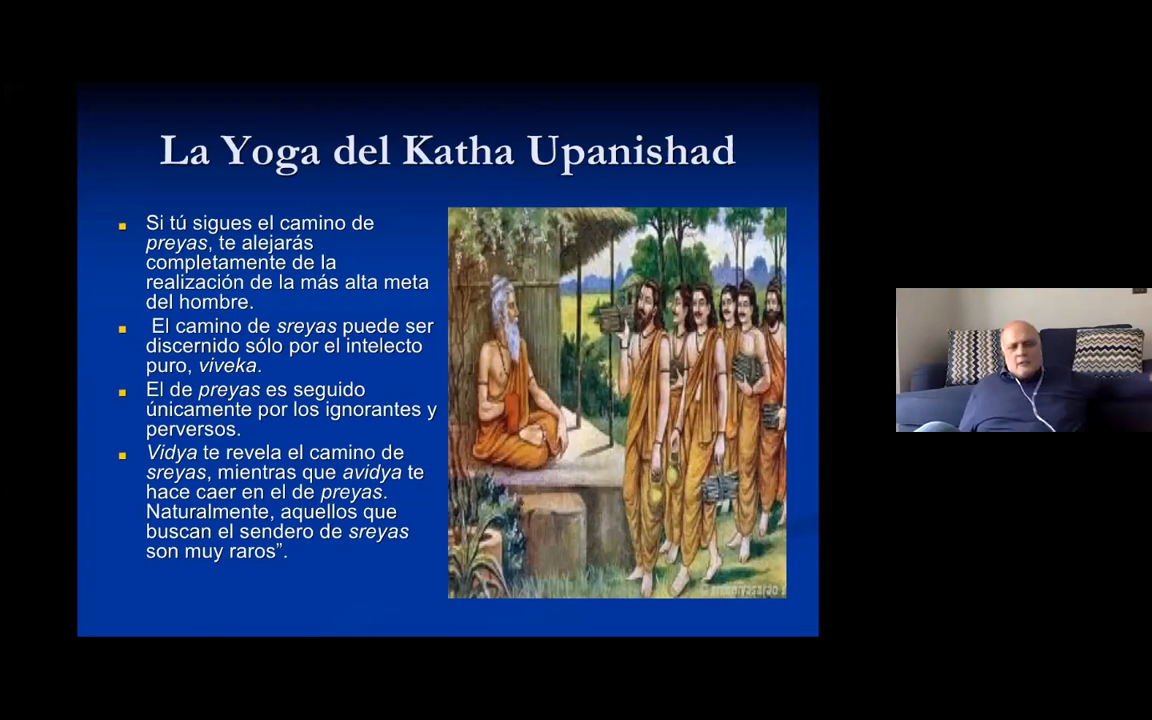 La Yoga del Katha Upanishad
Si tú sigues el camino de
preyas, te alejarás
completamente de la
realización de la más alta meta
del hombre.
El camino de sreyas puede ser
discernido sólo por el intelecto
puro, viveka.
El de preyas es seguido
únicamente por los ignorantes y
perversos.
Vidya te revela el camino de
sreyas, mientras que avidya te
hace caer en el de preyas.
Naturalmente, aquellos que
buscan el sendero de sreyas
son muy raros”.